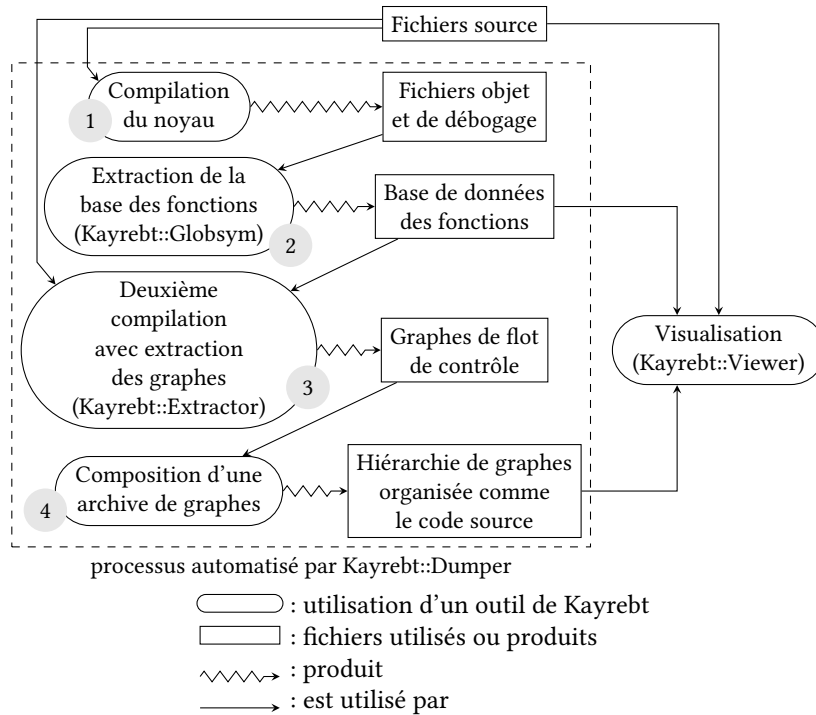 Fichiers source
Compilation
du noyau
1
Fichiers objet
et de débogage
Extraction de la
base des fonctions
(Kayrebt::Globsym)
2
Base de données
des fonctions
Deuxième
compilation
avec extraction
des graphes
(Kayrebt::Extractor)
3
Graphes de flot
de contrôle
Visualisation
(Kayrebt::Viewer)
Composition d'une
archive de graphes
4
Hiérarchie de graphes
organisée comme
le code source
processus automatisé par Kayrebt::Dumper
: utilisation d'un outil de Kayrebt
: fichiers utilisés ou produits
: produit
: est utilisé par